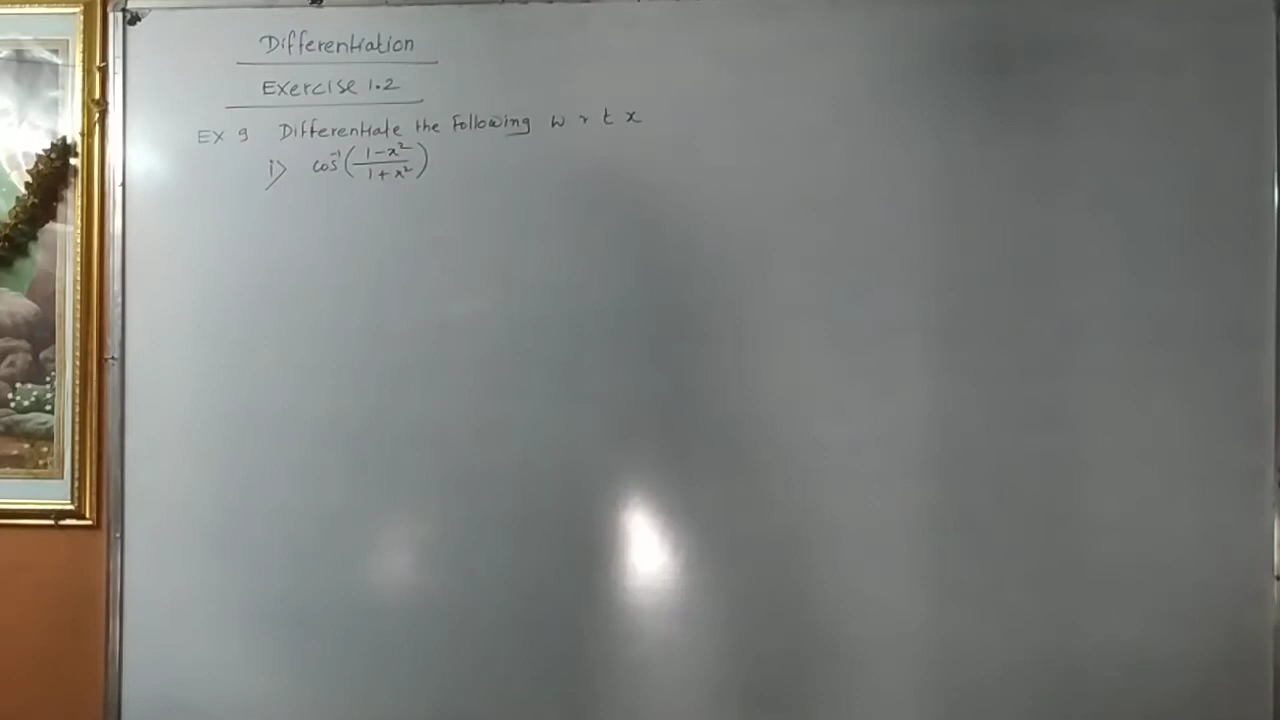 Differentiation
Exercise 1.2
EX 9 Differentiate the following w r t x
i) cos⁻¹((1-x²)/(1+x²))